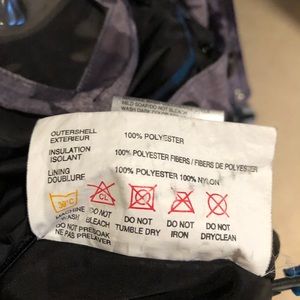 MILD SOAP/DO NOT BLEACH
OUTERSHELL 100% POLYESTER
EXTERIEUR
INSULATION 100% POLYESTER FIBERS / FIBRES DE POLYESTER
ISOLANT
LINING 100% POLYESTER 100% NYLON
DOUBLURE
30°C CL
MACHINE WASH DO NOT BLEACH DO NOT TUMBLE DRY DO NOT IRON DO NOT DRYCLEAN
DO NOT PRESOAK
NE PAS PRELAVER